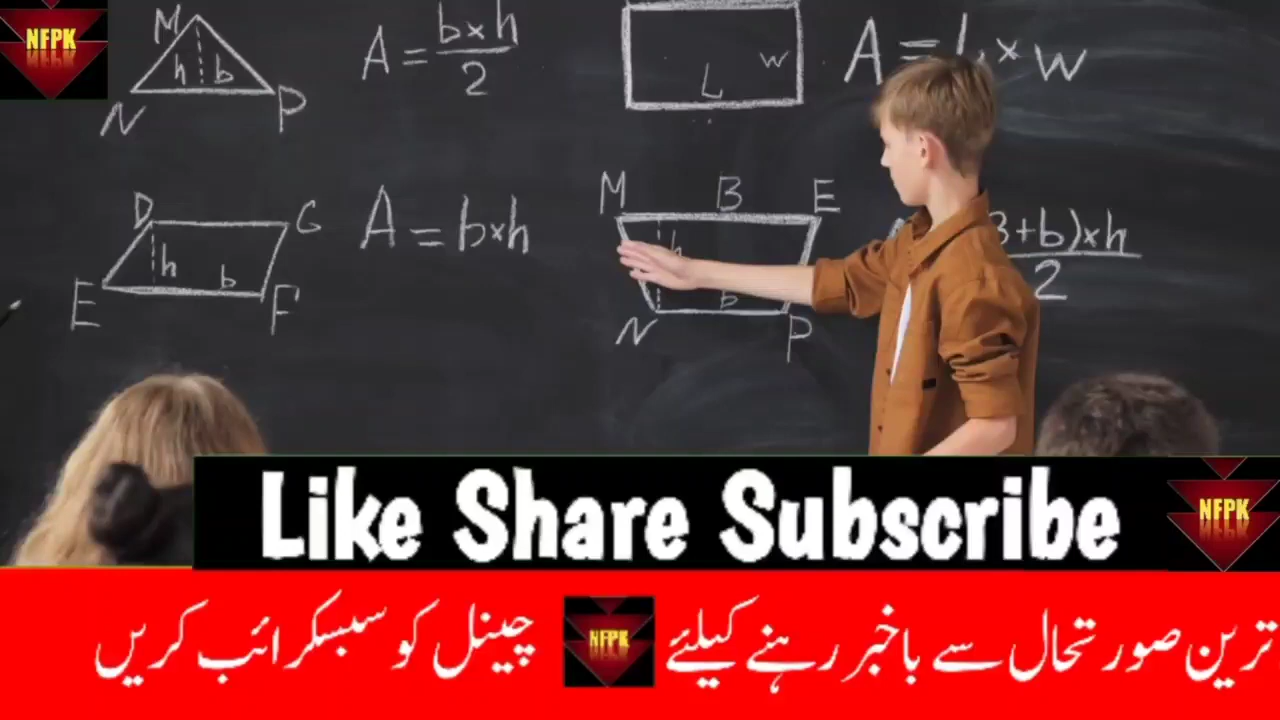 NFPK
M
A = b×h / 2
h b
N P
L W
A = L × w
D G
A = b×h
h b
E F
M B E
h
B+b)×h / 2
b
N P
Like Share Subscribe
NFPK
ترین صورتحال سے باخبر رہنے کیلئے NFPK چینل کو سبسکرائب کریں